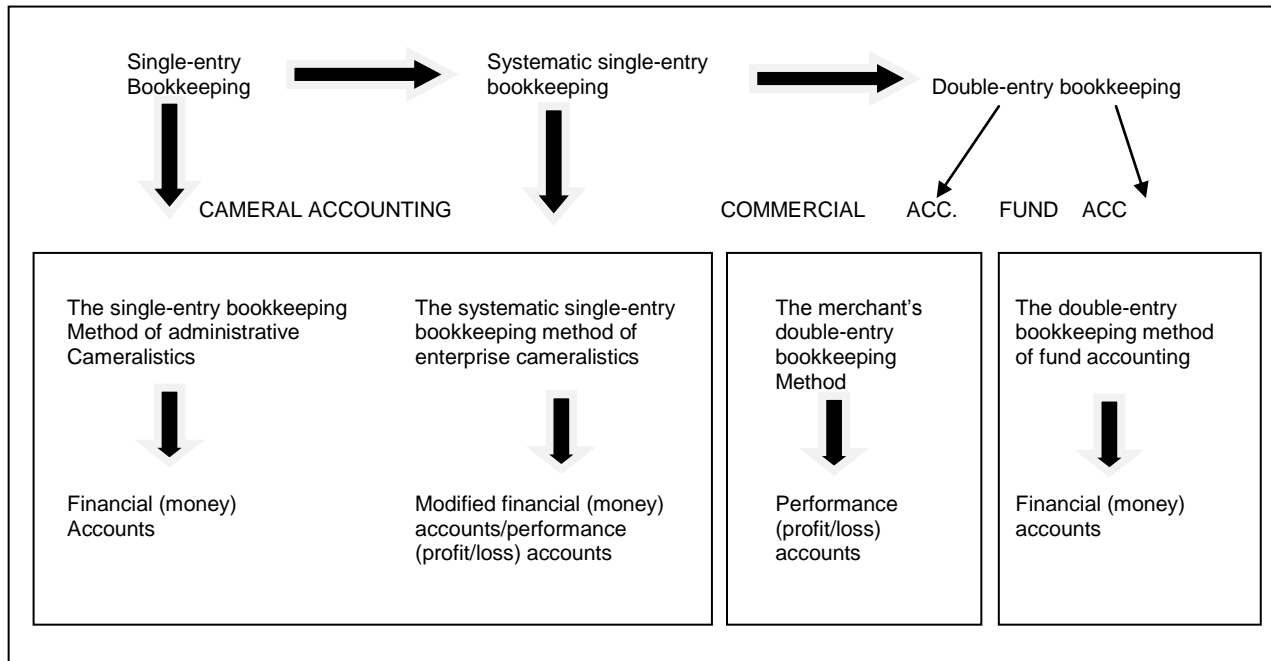 Single-entry
Bookkeeping
Systematic single-entry
bookkeeping
Double-entry bookkeeping
CAMERAL ACCOUNTING
COMMERCIAL ACC. FUND ACC
The single-entry bookkeeping
Method of administrative
Cameralistics
The systematic single-entry
bookkeeping method of
enterprise cameralistics
The merchant’s
double-entry
bookkeeping
Method
The double-entry
bookkeeping method
of fund accounting
Financial (money)
Accounts
Modified financial (money)
accounts/performance
(profit/loss) accounts
Performance
(profit/loss)
accounts
Financial (money)
accounts